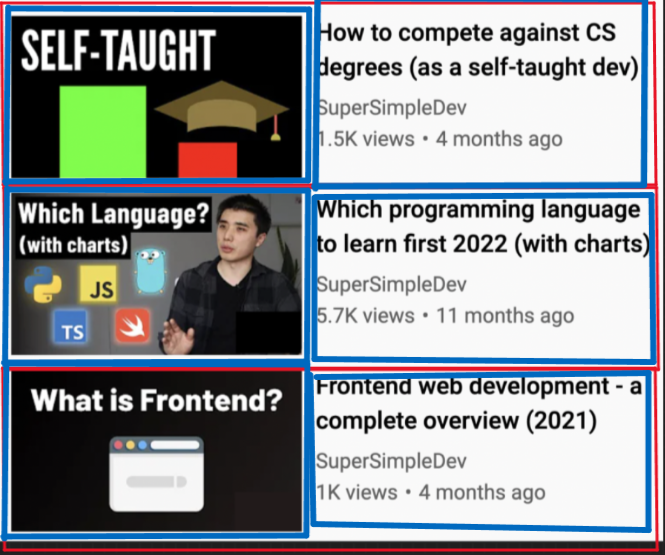 SELF-TAUGHT
How to compete against CS
degrees (as a self-taught dev)
SuperSimpleDev
1.5K views • 4 months ago
Which Language?
(with charts)
JS
TS
Which programming language
to learn first 2022 (with charts)
SuperSimpleDev
5.7K views • 11 months ago
What is Frontend?
Frontend web development - a
complete overview (2021)
SuperSimpleDev
1K views • 4 months ago